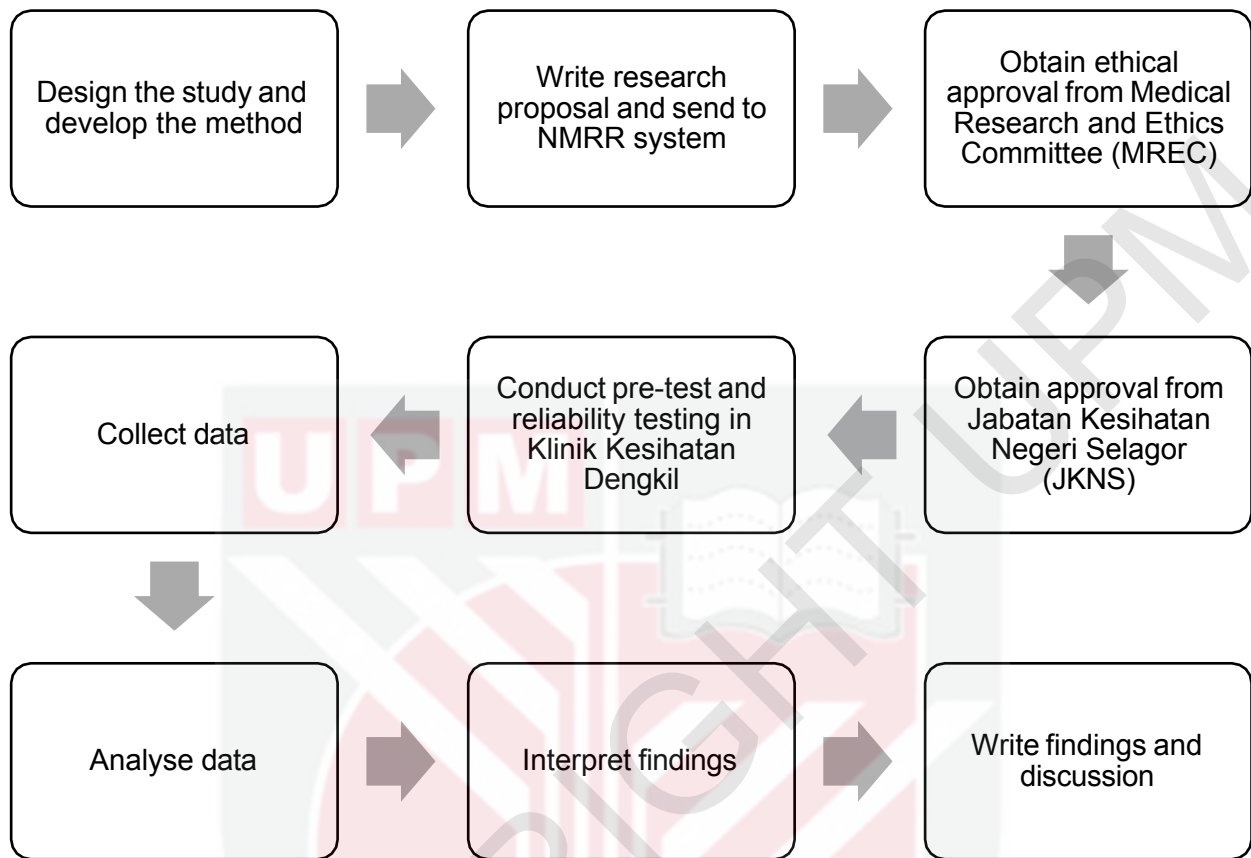 Design the study and
develop the method
Write research
proposal and send to
NMRR system
Obtain ethical
approval from Medical
Research and Ethics
Committee (MREC)
Obtain approval from
Jabatan Kesihatan
Negeri Selagor
(JKNS)
Conduct pre-test and
reliability testing in
Klinik Kesihatan
Dengkil
Collect data
Analyse data
Interpret findings
Write findings and
discussion
UPM
RIGHT UPM